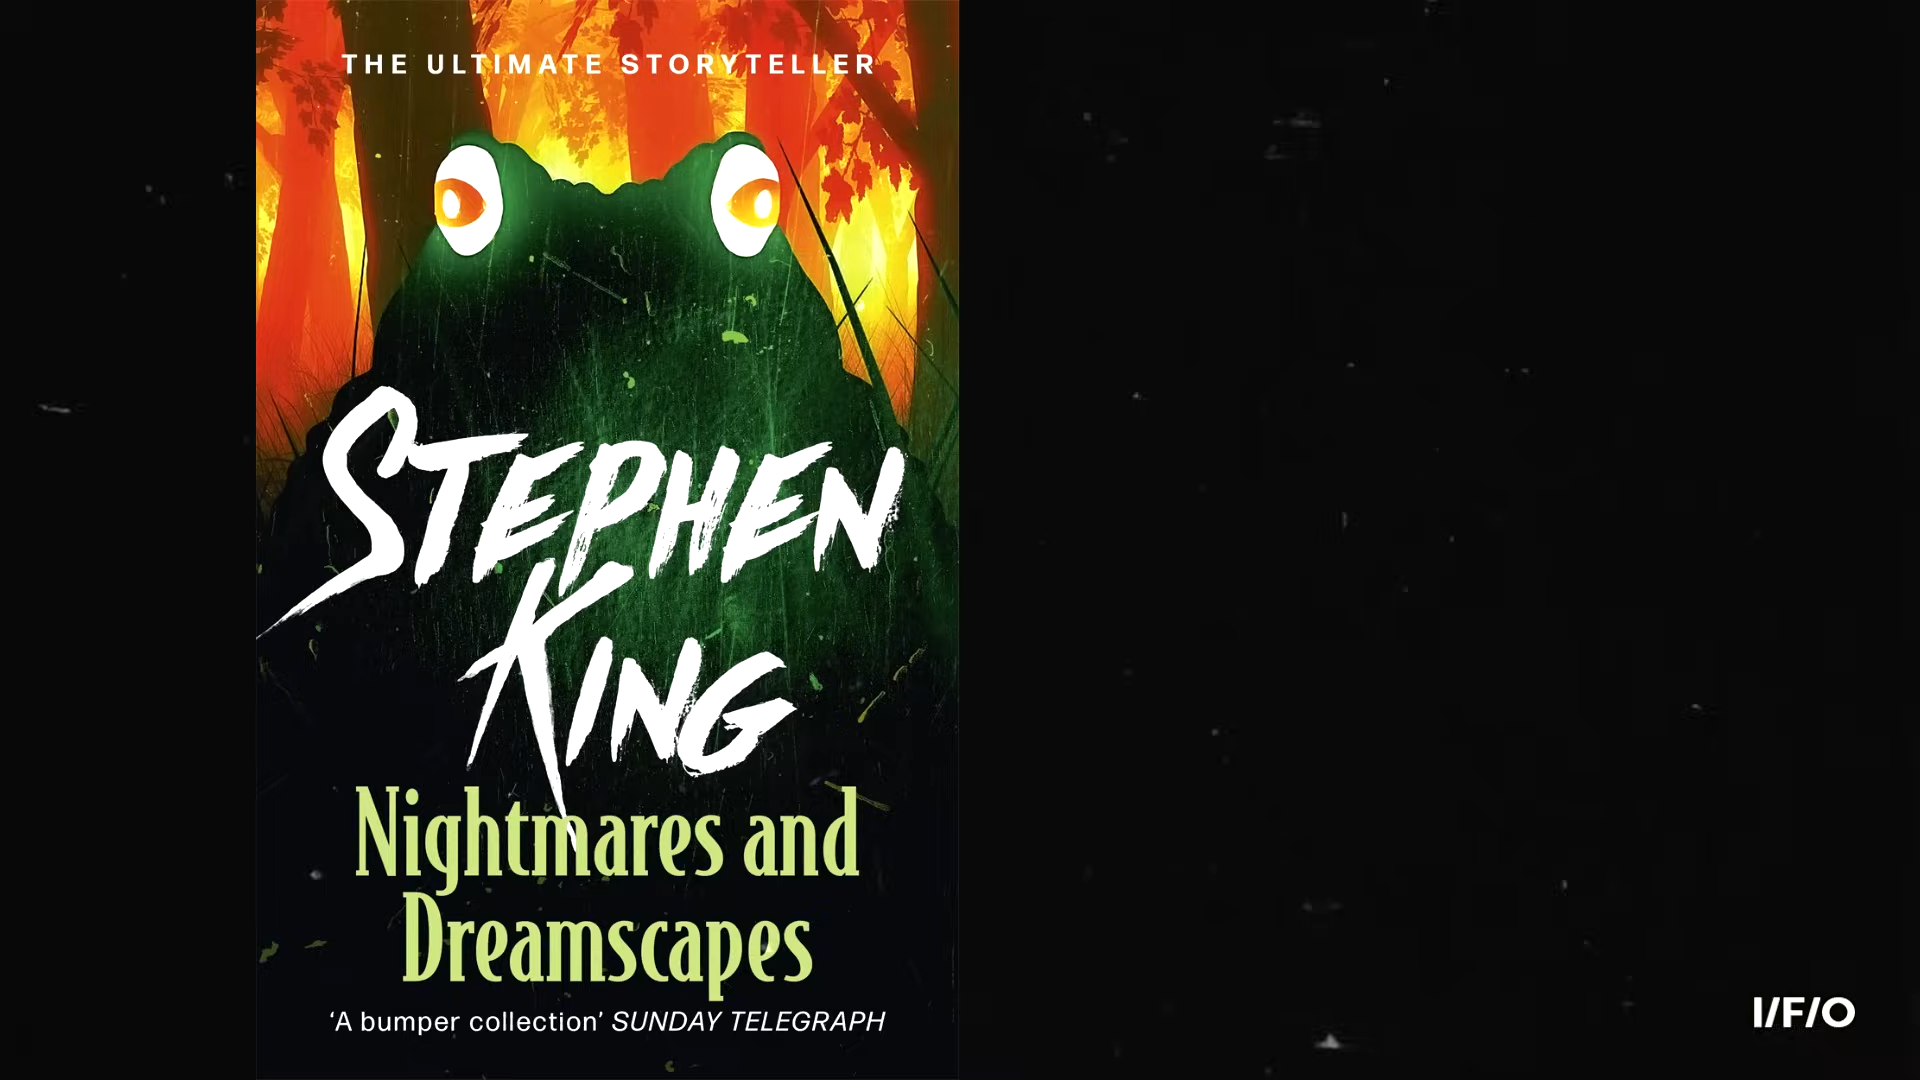 THE ULTIMATE STORYTELLER
STEPHEN
KING
Nightmares and
Dreamscapes
‘A bumper collection’ SUNDAY TELEGRAPH
I/F/O